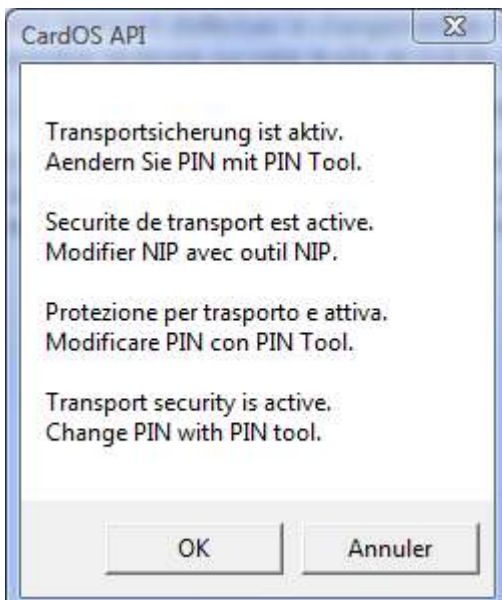 CardOS API
Transportsicherung ist aktiv.
Aendern Sie PIN mit PIN Tool.
Securite de transport est active.
Modifier NIP avec outil NIP.
Protezione per trasporto e attiva.
Modificare PIN con PIN Tool.
Transport security is active.
Change PIN with PIN tool.
OK
Annuler